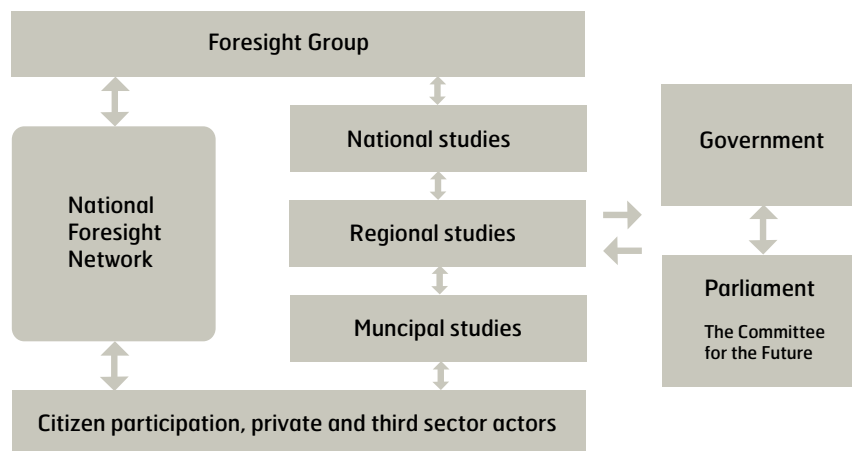 Foresight Group
National
Foresight
Network
National studies
Regional studies
Muncipal studies
Citizen participation, private and third sector actors
Government
Parliament
The Committee
for the Future